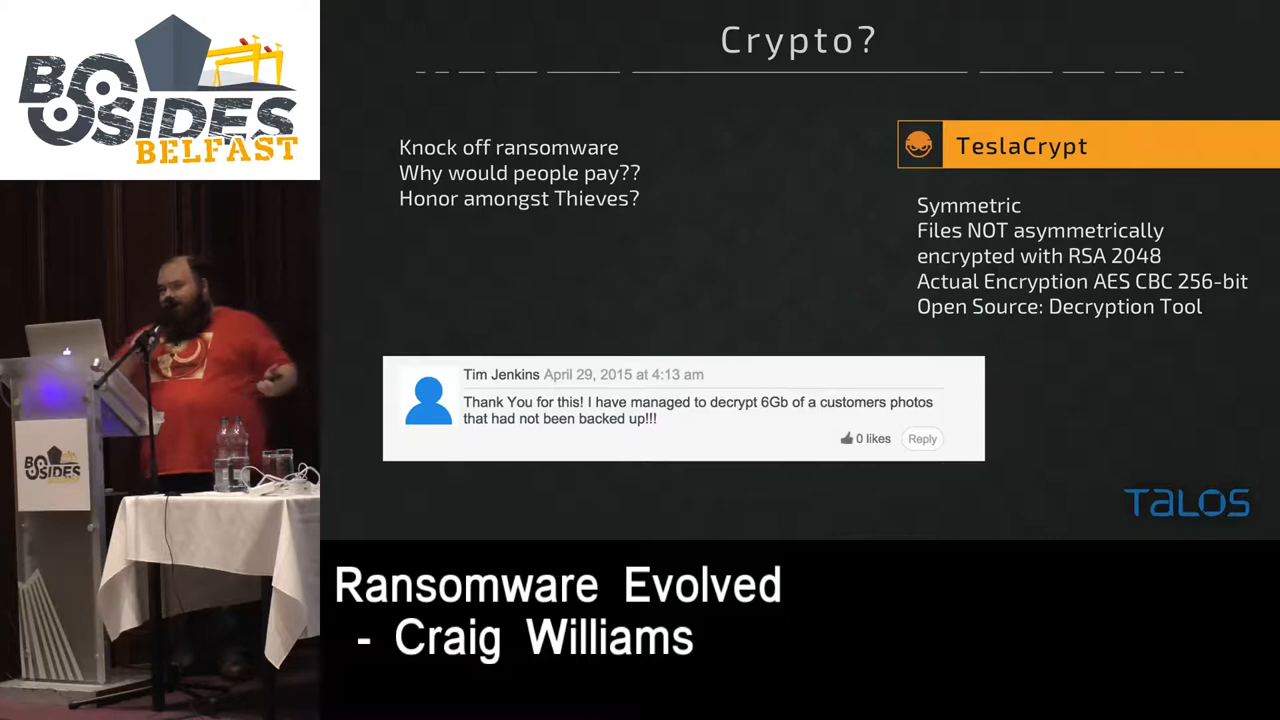 BSIDES
BELFAST
Crypto?
Knock off ransomware
Why would people pay??
Honor amongst Thieves?
TeslaCrypt
Symmetric
Files NOT asymmetrically
encrypted with RSA 2048
Actual Encryption AES CBC 256-bit
Open Source: Decryption Tool
Tim Jenkins April 29, 2015 at 4:13 am
Thank You for this! I have managed to decrypt 6Gb of a customers photos
that had not been backed up!!!
0 likes Reply
TALOS
BSIDES
Ransomware Evolved
- Craig Williams